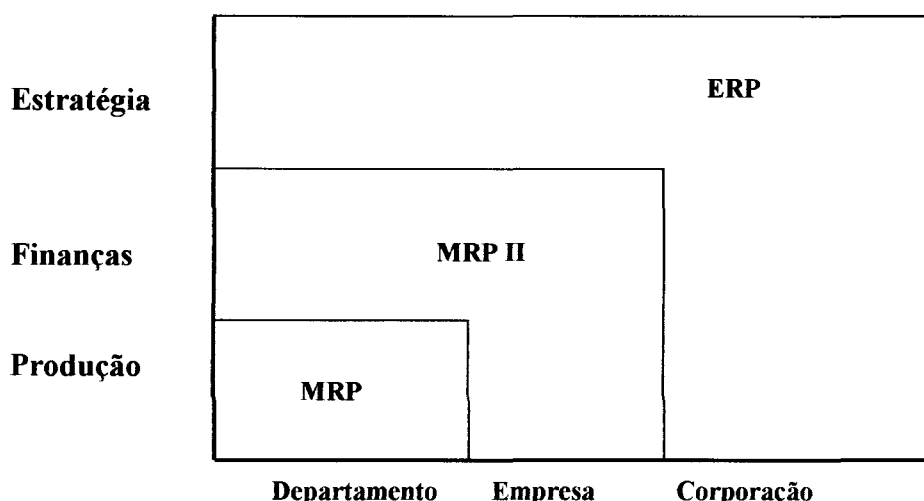 Estratégia
ERP
Finanças
MRP II
Produção
MRP
Departamento Empresa Corporação